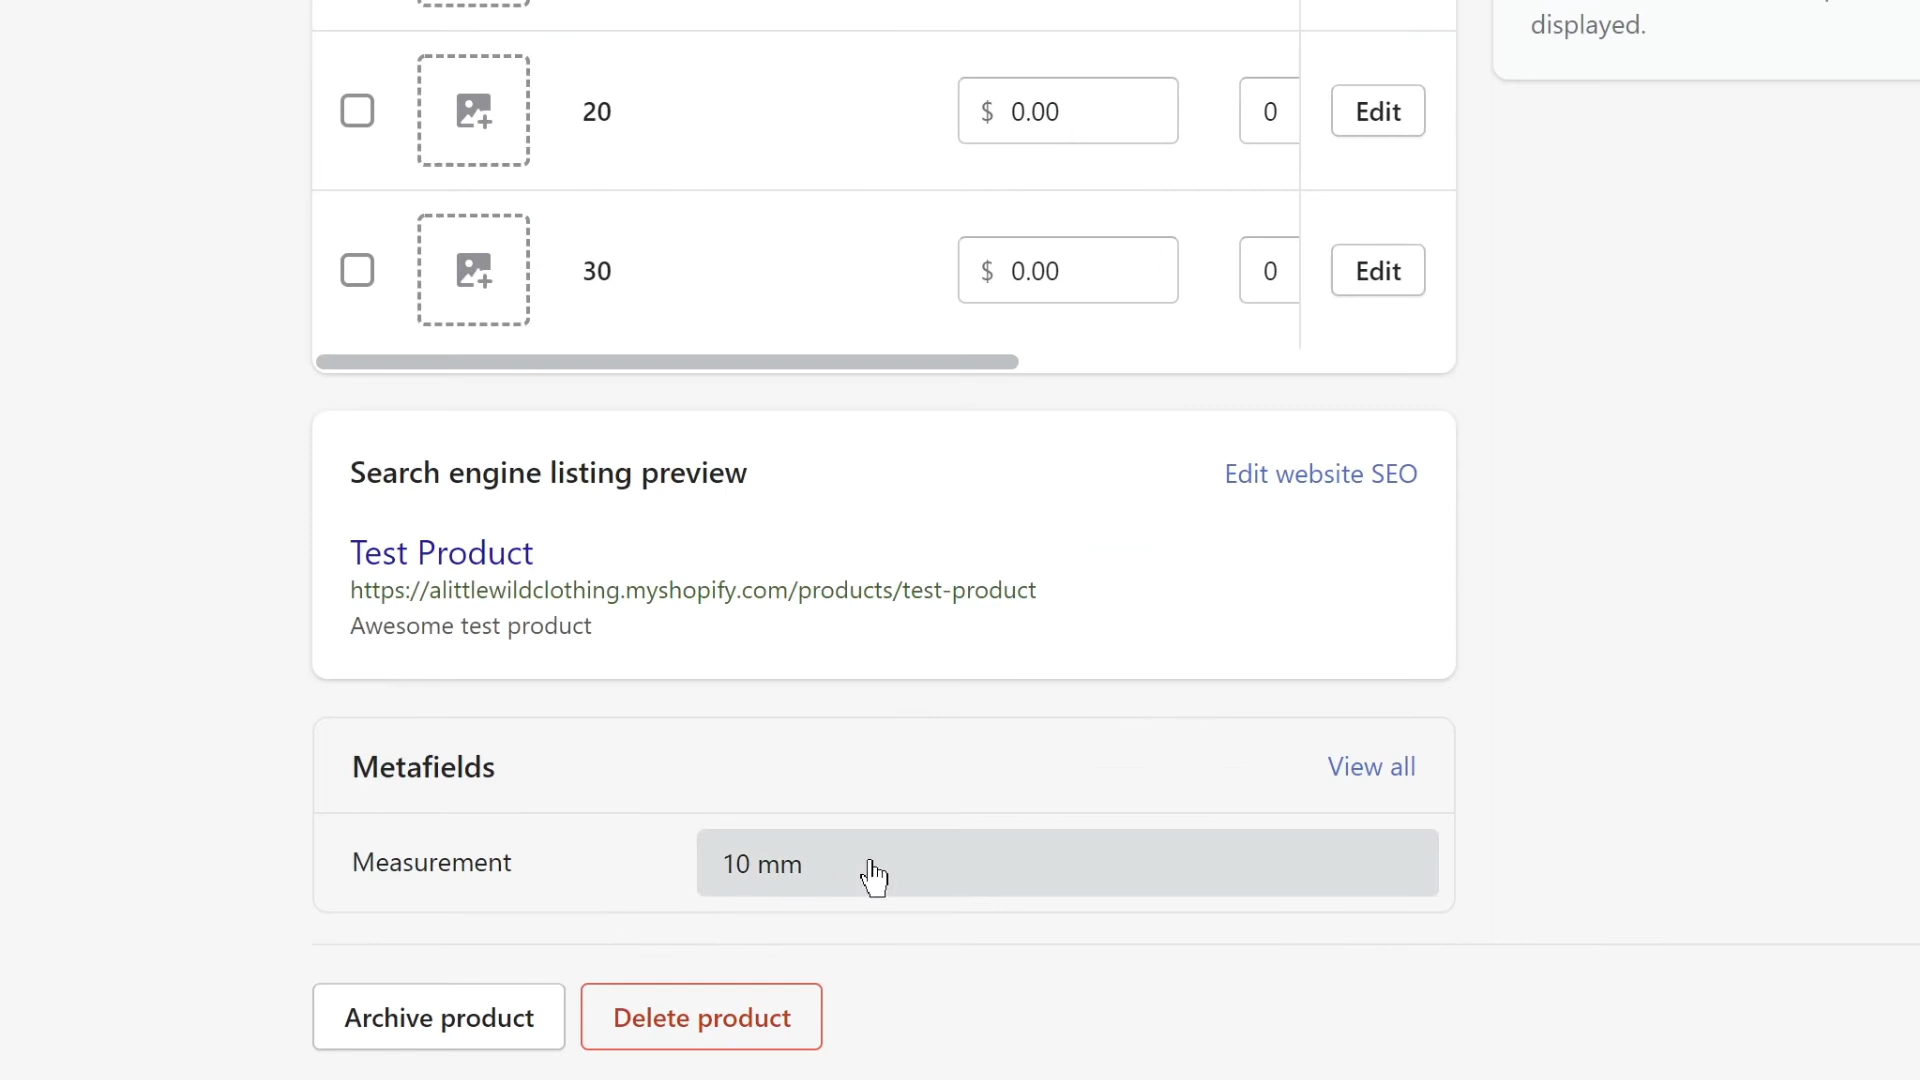 displayed.
20 $ 0.00 0 Edit
30 $ 0.00 0 Edit
Search engine listing preview Edit website SEO
Test Product
https://alittlewildclothing.myshopify.com/products/test-product
Awesome test product
Metafields View all
Measurement 10 mm
Archive product Delete product